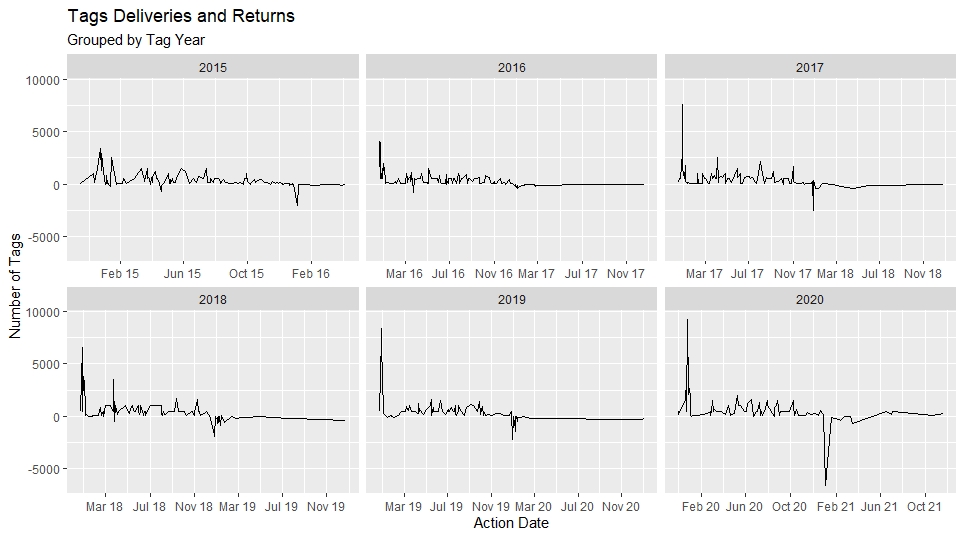 Tags Deliveries and Returns
Grouped by Tag Year
2015 2016 2017
10000
5000
0
-5000
Feb 15 Jun 15 Oct 15 Feb 16 Mar 16 Jul 16 Nov 16 Mar 17 Jul 17 Nov 17 Mar 17 Jul 17 Nov 17 Mar 18 Jul 18 Nov 18
Number of Tags
2018 2019 2020
10000
5000
0
-5000
Mar 18 Jul 18 Nov 18 Mar 19 Jul 19 Nov 19 Mar 19 Jul 19 Nov 19 Mar 20 Jul 20 Nov 20 Feb 20 Jun 20 Oct 20 Feb 21 Jun 21 Oct 21
Action Date